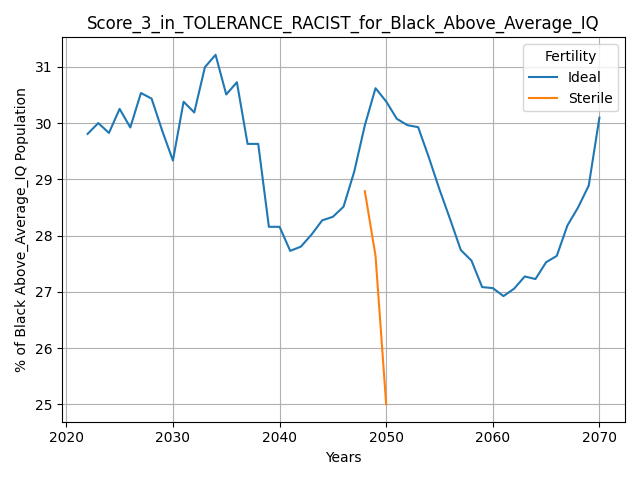 Score_3_in_TOLERANCE_RACIST_for_Black_Above_Average_IQ
Fertility
Ideal
Sterile
% of Black Above_Average_IQ Population
31
30
29
28
27
26
25
2020 2030 2040 2050 2060 2070
Years